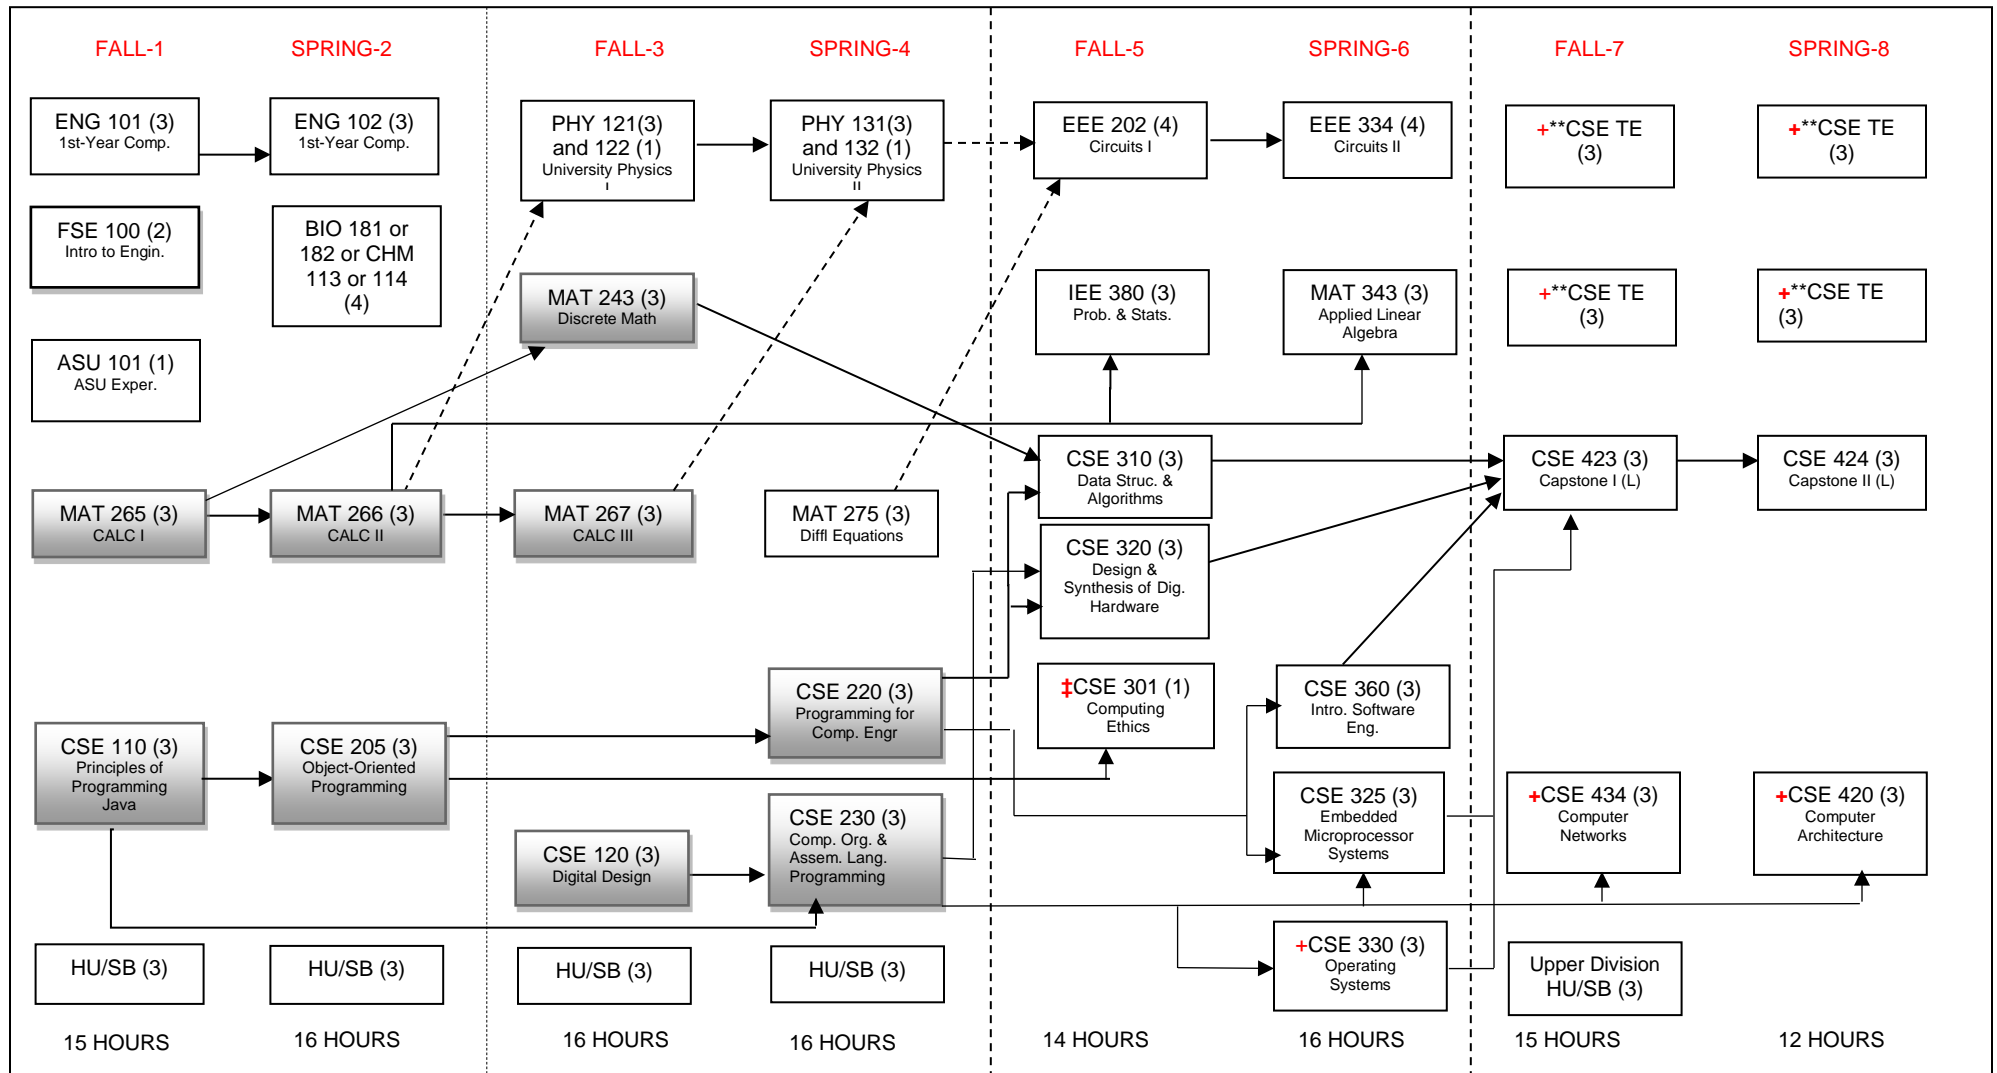 FALL-1
SPRING-2
FALL-3
SPRING-4
FALL-5
SPRING-6
FALL-7
SPRING-8
ENG 101 (3)
1st-Year Comp.
FSE 100 (2)
Intro to Engin.
ASU 101 (1)
ASU Exper.
MAT 265 (3)
CALC I
CSE 110 (3)
Principles of
Programming
Java
HU/SB (3)
15 HOURS
ENG 102 (3)
1st-Year Comp.
BIO 181 or
182 or CHM
113 or 114
(4)
MAT 266 (3)
CALC II
CSE 205 (3)
Object-Oriented
Programming
HU/SB (3)
16 HOURS
PHY 121(3)
and 122 (1)
University Physics
I
MAT 243 (3)
Discrete Math
MAT 267 (3)
CALC III
CSE 120 (3)
Digital Design
HU/SB (3)
16 HOURS
PHY 131(3)
and 132 (1)
University Physics
II
MAT 275 (3)
Diffl Equations
CSE 220 (3)
Programming for
Comp. Engr
CSE 230 (3)
Comp. Org. &
Assem. Lang.
Programming
HU/SB (3)
16 HOURS
EEE 202 (4)
Circuits I
IEE 380 (3)
Prob. & Stats.
CSE 310 (3)
Data Struc. &
Algorithms
CSE 320 (3)
Design &
Synthesis of Dig.
Hardware
‡CSE 301 (1)
Computing
Ethics
14 HOURS
EEE 334 (4)
Circuits II
MAT 343 (3)
Applied Linear
Algebra
CSE 360 (3)
Intro. Software
Eng.
CSE 325 (3)
Embedded
Microprocessor
Systems
+CSE 330 (3)
Operating
Systems
16 HOURS
+**CSE TE
(3)
+**CSE TE
(3)
CSE 423 (3)
Capstone I (L)
+CSE 434 (3)
Computer
Networks
Upper Division
HU/SB (3)
15 HOURS
+**CSE TE
(3)
+**CSE TE
(3)
CSE 424 (3)
Capstone II (L)
+CSE 420 (3)
Computer
Architecture
12 HOURS